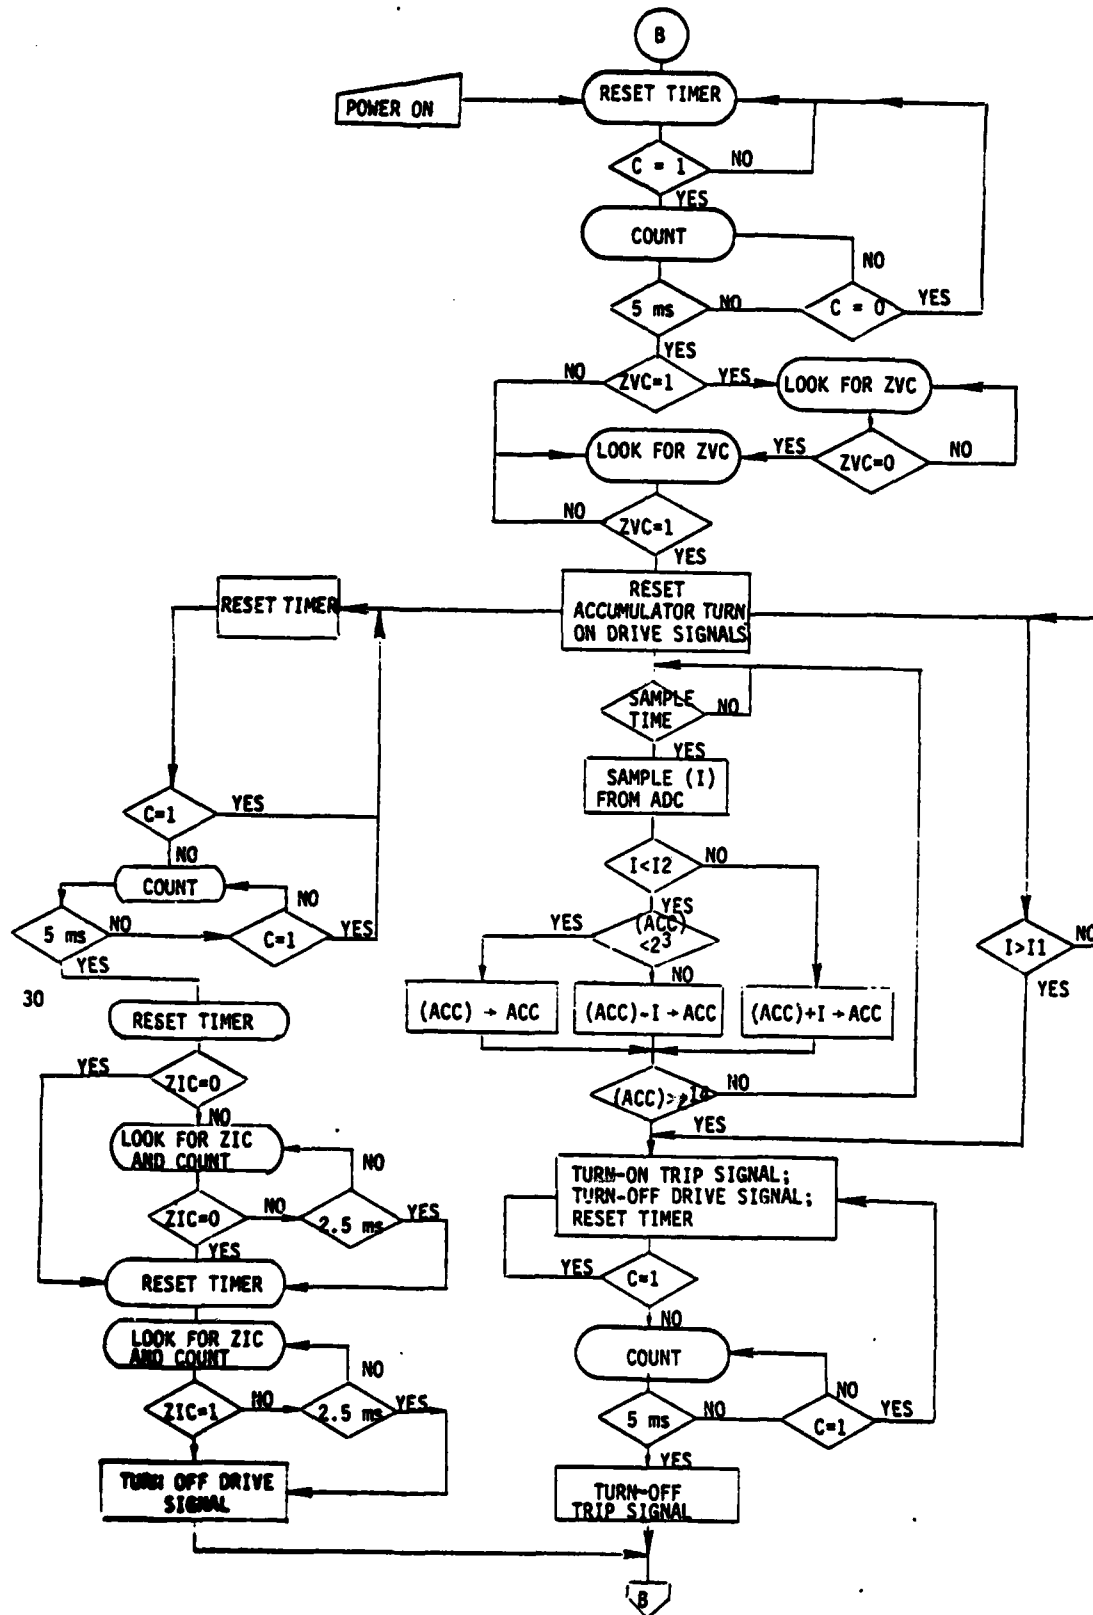 B
POWER ON
RESET TIMER
C = 1
NO
YES
COUNT
NO
5 ms
NO
C = 0
YES
YES
NO
ZVC=1
YES
LOOK FOR ZVC
LOOK FOR ZVC
YES
ZVC=0
NO
NO
ZVC=1
YES
RESET TIMER
RESET
ACCUMULATOR TURN
ON DRIVE SIGNALS
SAMPLE
TIME
NO
YES
SAMPLE (I)
FROM ADC
C=1
YES
NO
COUNT
NO
5 ms
NO
C=1
YES
YES
I<I2
NO
YES
YES
(ACC)
<2³
NO
I>I1
NO
YES
30
(ACC) → ACC
(ACC)-I → ACC
(ACC)+I → ACC
RESET TIMER
YES
ZIC=0
NO
(ACC)>
NO
YES
LOOK FOR ZIC
AND COUNT
NO
ZIC=0
NO
2.5 ms
YES
YES
RESET TIMER
TURN-ON TRIP SIGNAL;
TURN-OFF DRIVE SIGNAL;
RESET TIMER
YES
C=1
NO
LOOK FOR ZIC
AND COUNT
NO
ZIC=1
NO
2.5 ms
YES
COUNT
NO
5 ms
NO
C=1
YES
YES
TURN OFF DRIVE
SIGNAL
TURN-OFF
TRIP SIGNAL
B